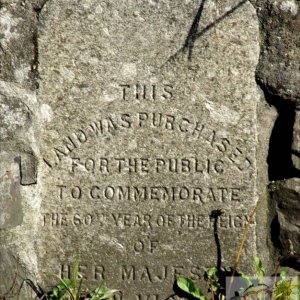 THIS
LAND WAS PURCHASED
FOR THE PUBLIC
TO COMMEMORATE
THE 60TH YEAR OF THE REIGN
OF
HER MAJESTY